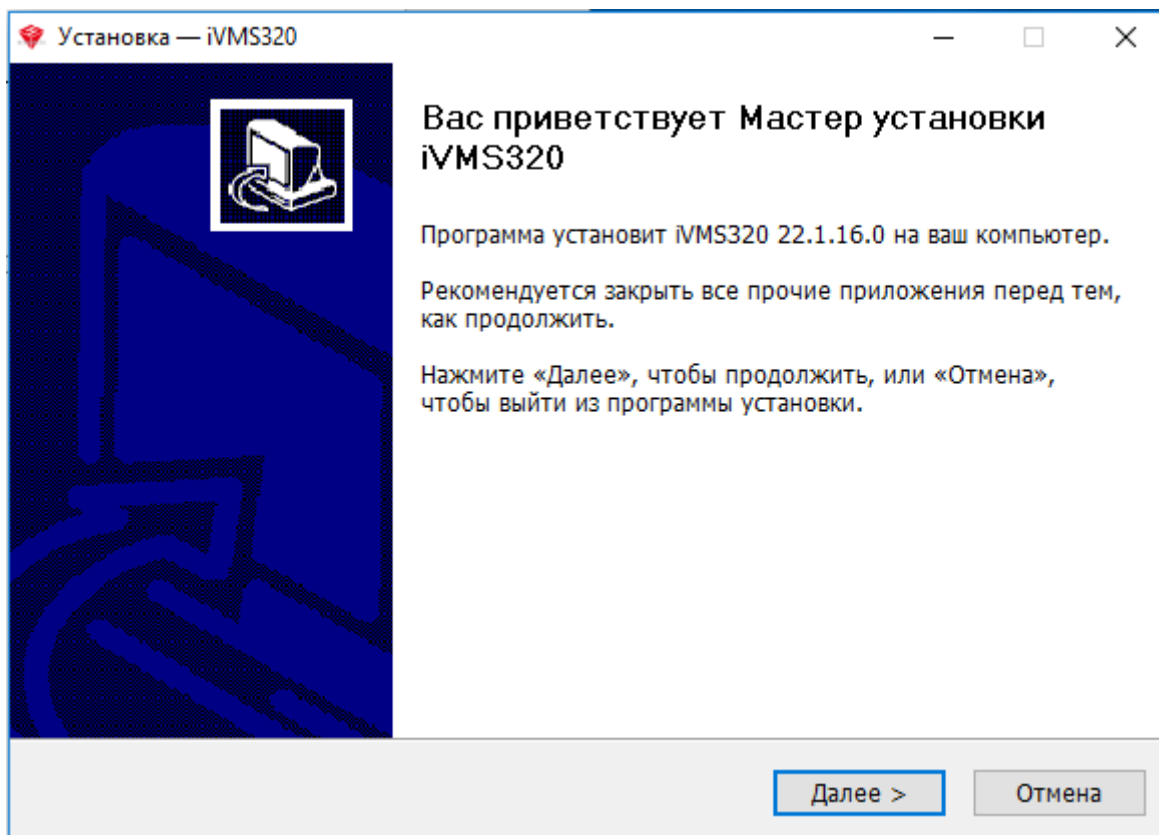 Установка — iVMS320
Вас приветствует Мастер установки
iVMS320
Программа установит iVMS320 22.1.16.0 на ваш компьютер.
Рекомендуется закрыть все прочие приложения перед тем,
как продолжить.
Нажмите «Далее», чтобы продолжить, или «Отмена»,
чтобы выйти из программы установки.
Далее >
Отмена